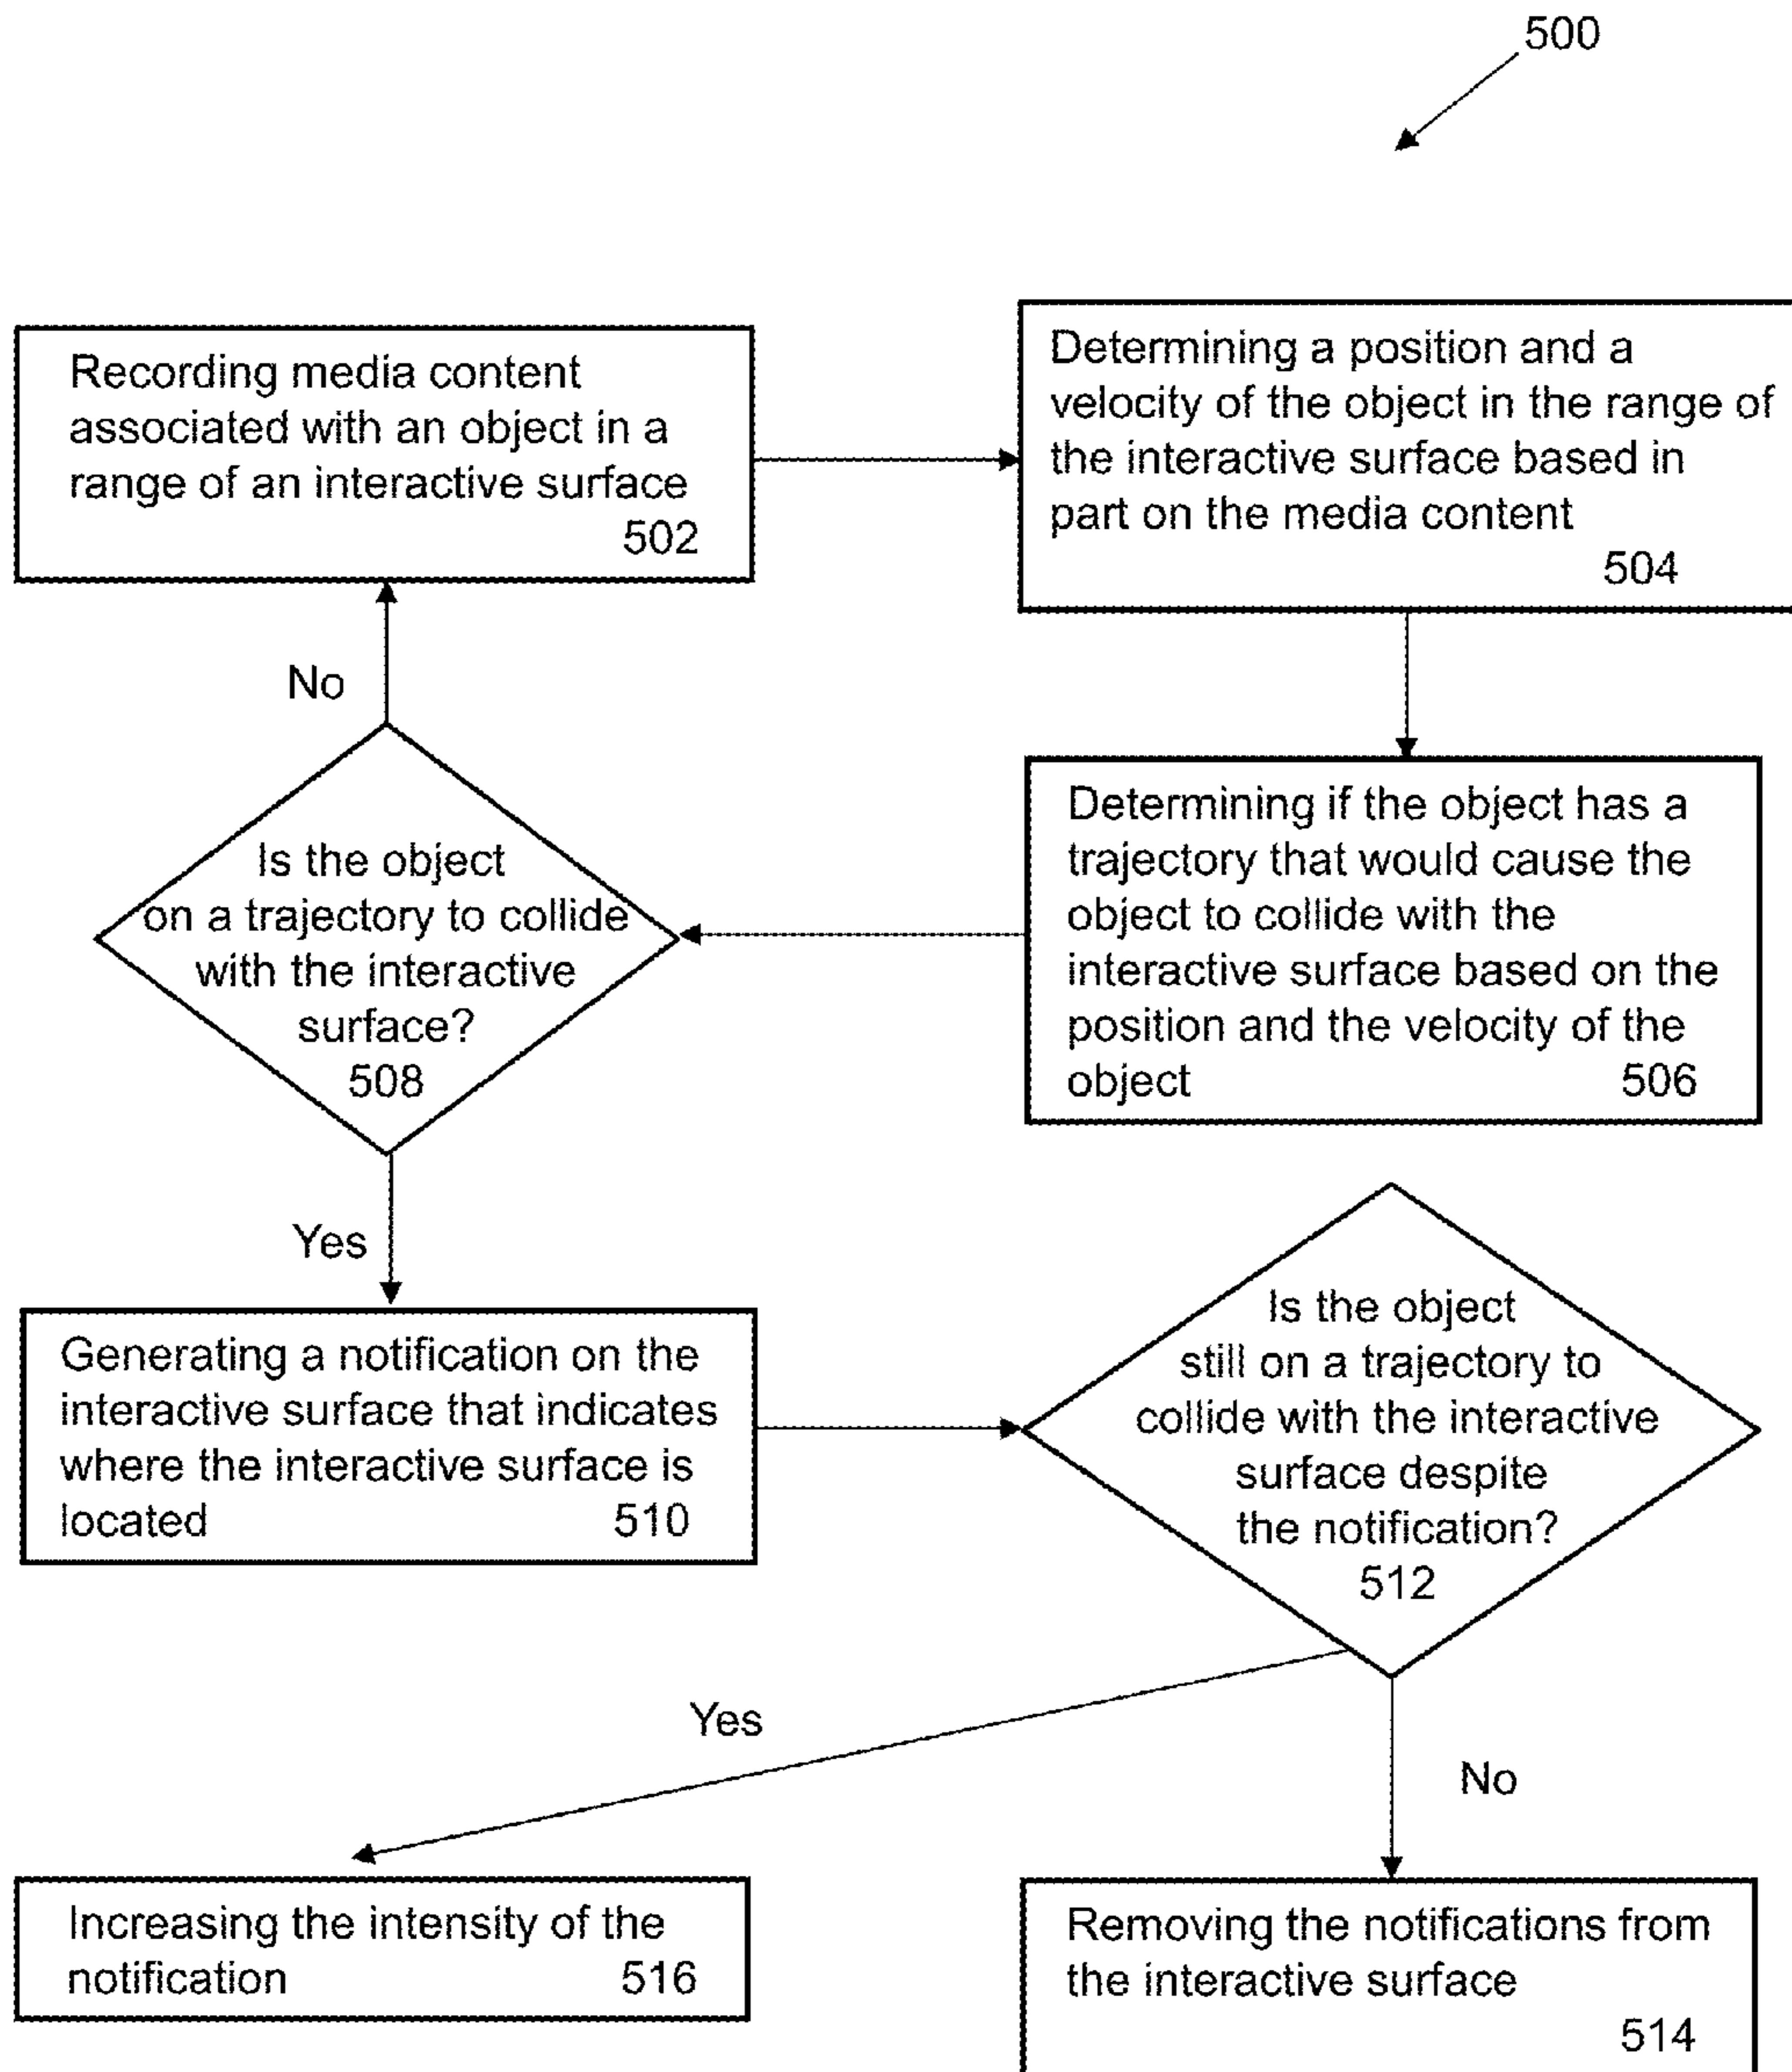 500
Recording media content
associated with an object in a
range of an interactive surface
502
Determining a position and a
velocity of the object in the range of
the interactive surface based in
part on the media content
504
Determining if the object has a
trajectory that would cause the
object to collide with the
interactive surface based on the
position and the velocity of the
object 506
No
Is the object
on a trajectory to collide
with the interactive
surface?
508
Yes
Generating a notification on the
interactive surface that indicates
where the interactive surface is
located 510
Is the object
still on a trajectory to
collide with the interactive
surface despite
the notification?
512
Yes
No
Increasing the intensity of the
notification 516
Removing the notifications from
the interactive surface
514